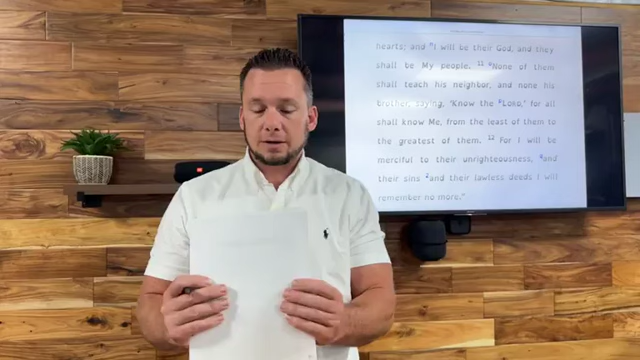 hearts; and I will be their God, and they
shall be My people. 11 None of them
shall teach his neighbor, and none his
brother, saying, "Know the LORD," for all
shall know Me, from the least of them to
the greatest of them. 12 For I will be
merciful to their unrighteousness, and
their sins and their lawless deeds I will
remember no more."